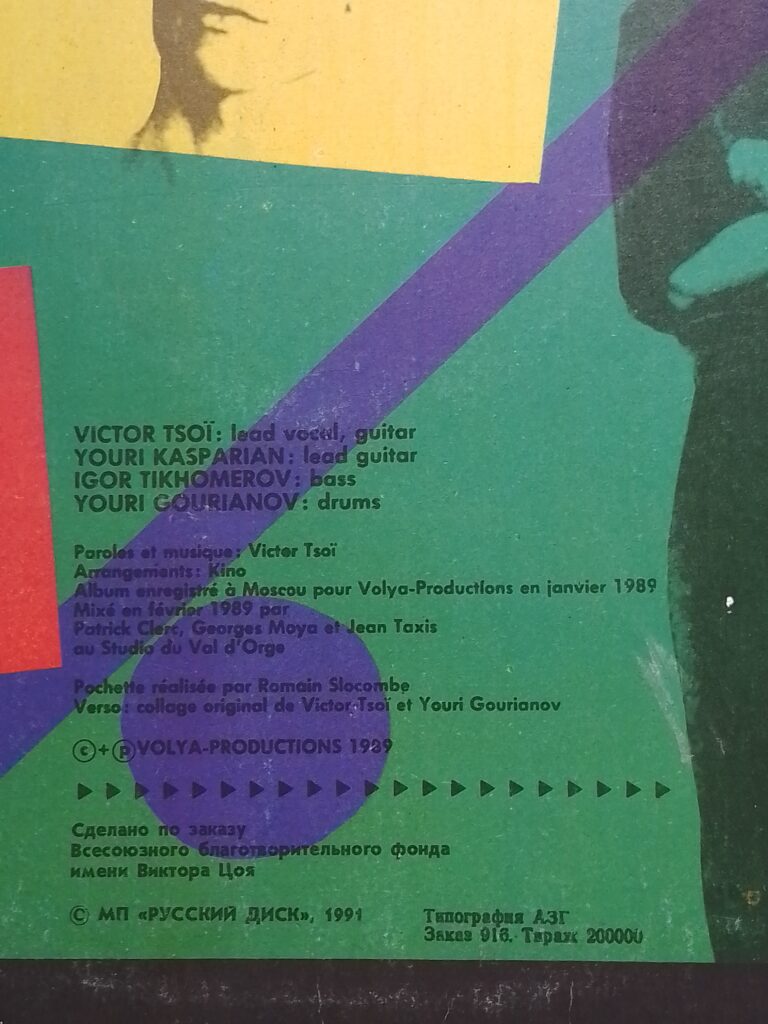 VICTOR TSOÏ: lead vocal, guitar
YOURI KASPARIAN: lead guitar
IGOR TIKHOMEROV: bass
YOURI GOURIANOV: drums
Paroles et musique: Victor Tsoï
Arrangements: Kino
Album enregistré à Moscou pour Volya-Productions en janvier 1989
Mixé en février 1989 par
Patrick Clerc, Georges Moya et Jean Taxis
au Studio du Val d'Orge
Pochette réalisée par Romain Slocombe
Verso: collage original de Victor Tsoï et Youri Gourianov
©+℗VOLYA-PRODUCTIONS 1989
Сделано по заказу
Всесоюзного благотворительного фонда
имени Виктора Цоя
© МП «РУССКИЙ ДИСК», 1991
Типография АЗГ
Заказ 916. Тираж 200000